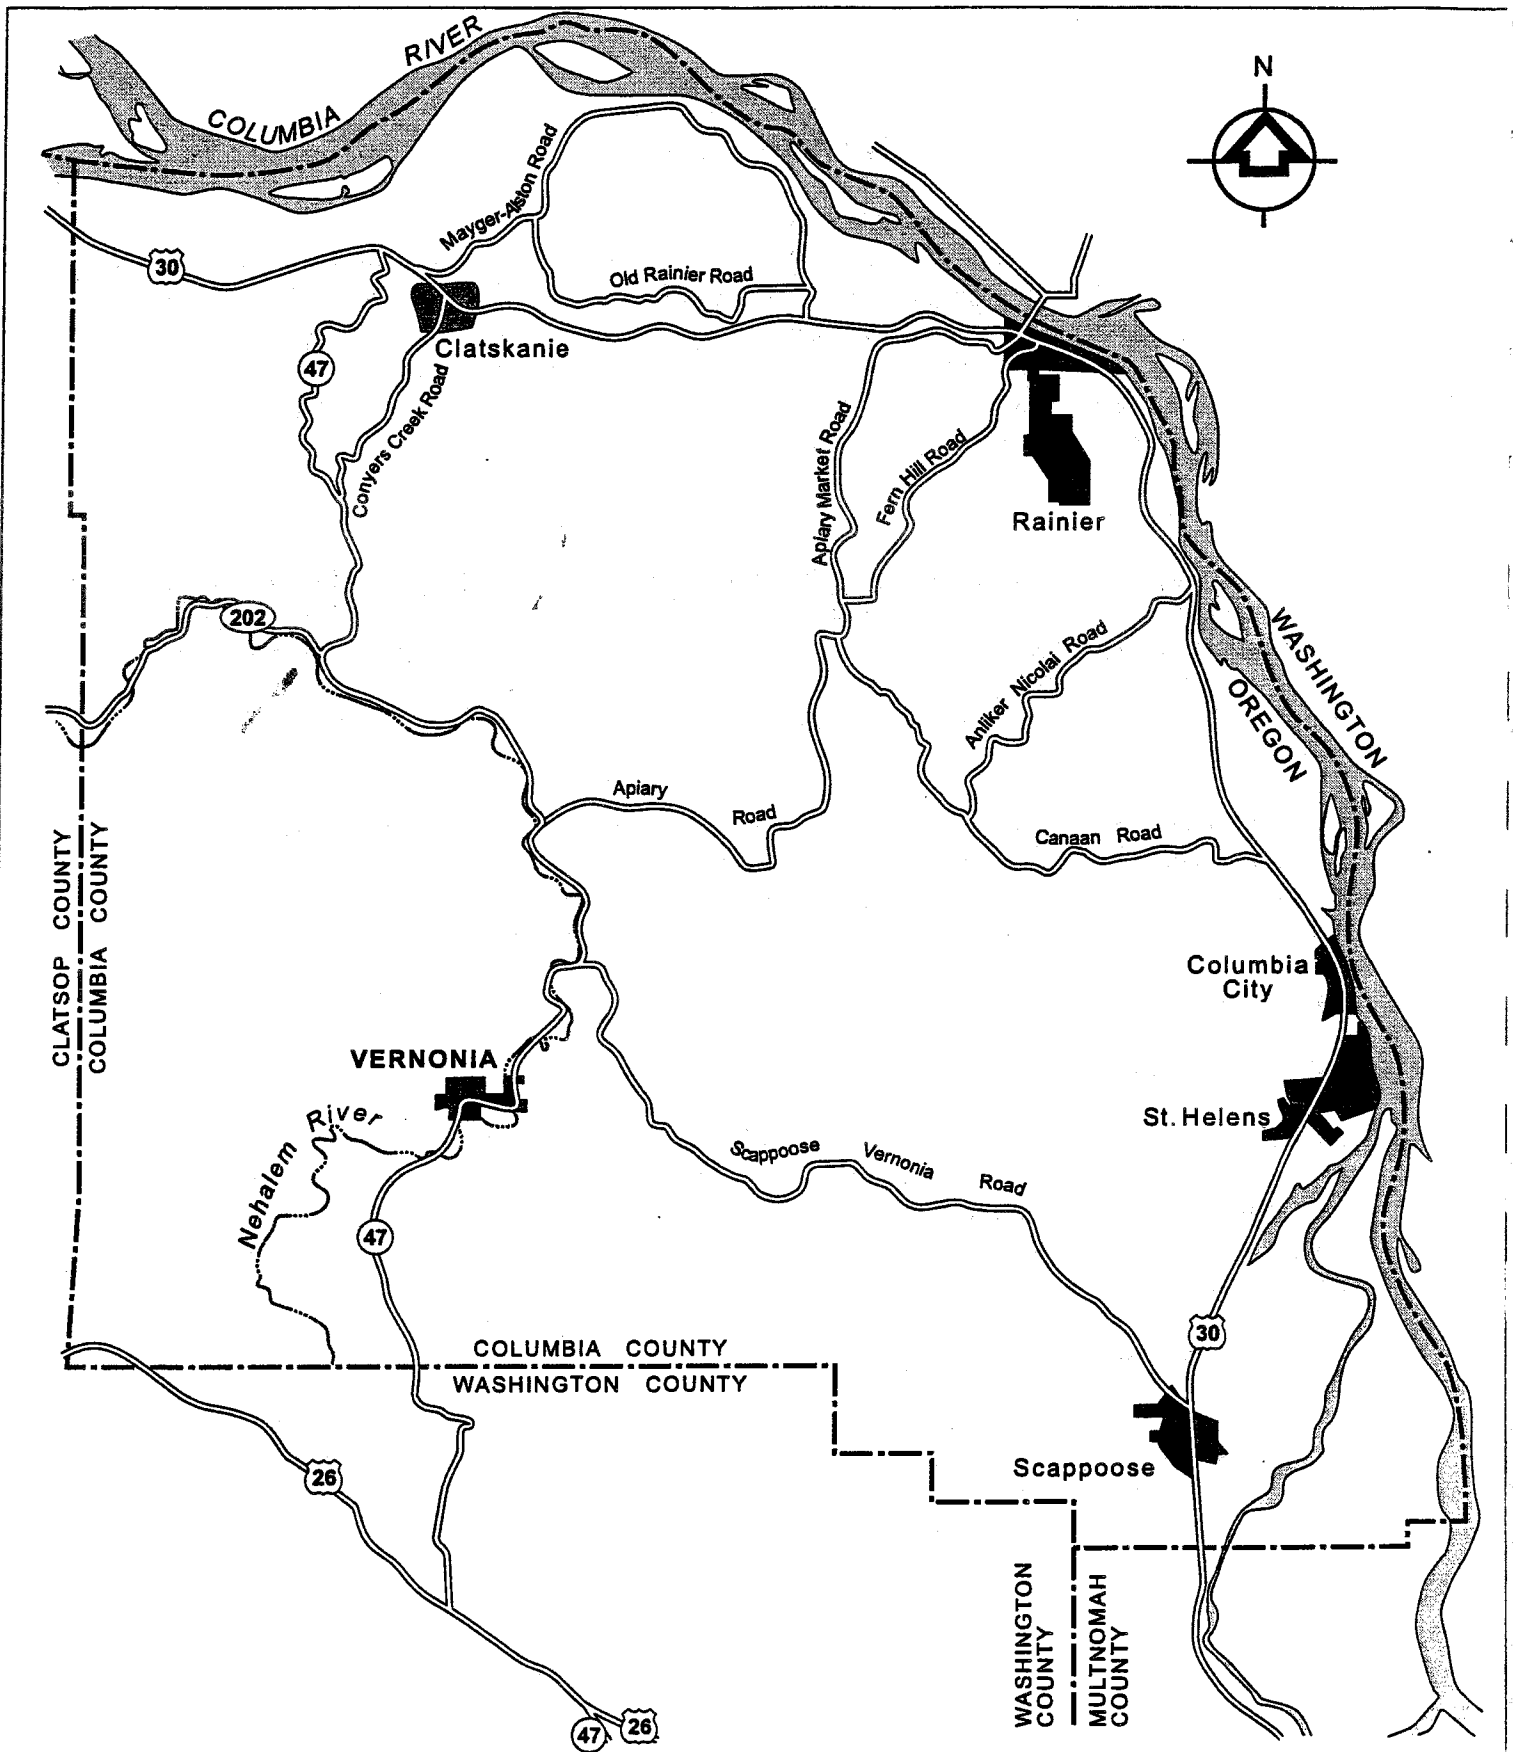 RIVER
COLUMBIA
N
Mayger-Alston Road
30
Old Rainier Road
Clatskanie
47
Conyers Creek Road
Apiary Market Road
Fern Hill Road
Rainier
202
WASHINGTON
OREGON
Anliker Nicolai Road
Apiary Road
Canaan Road
CLATSOP COUNTY
COLUMBIA COUNTY
Columbia
City
VERNONIA
St. Helens
Nehalem River
Scappoose Vernonia Road
47
30
COLUMBIA COUNTY
WASHINGTON COUNTY
Scappoose
26
WASHINGTON
COUNTY
MULTNOMAH
COUNTY
47
26